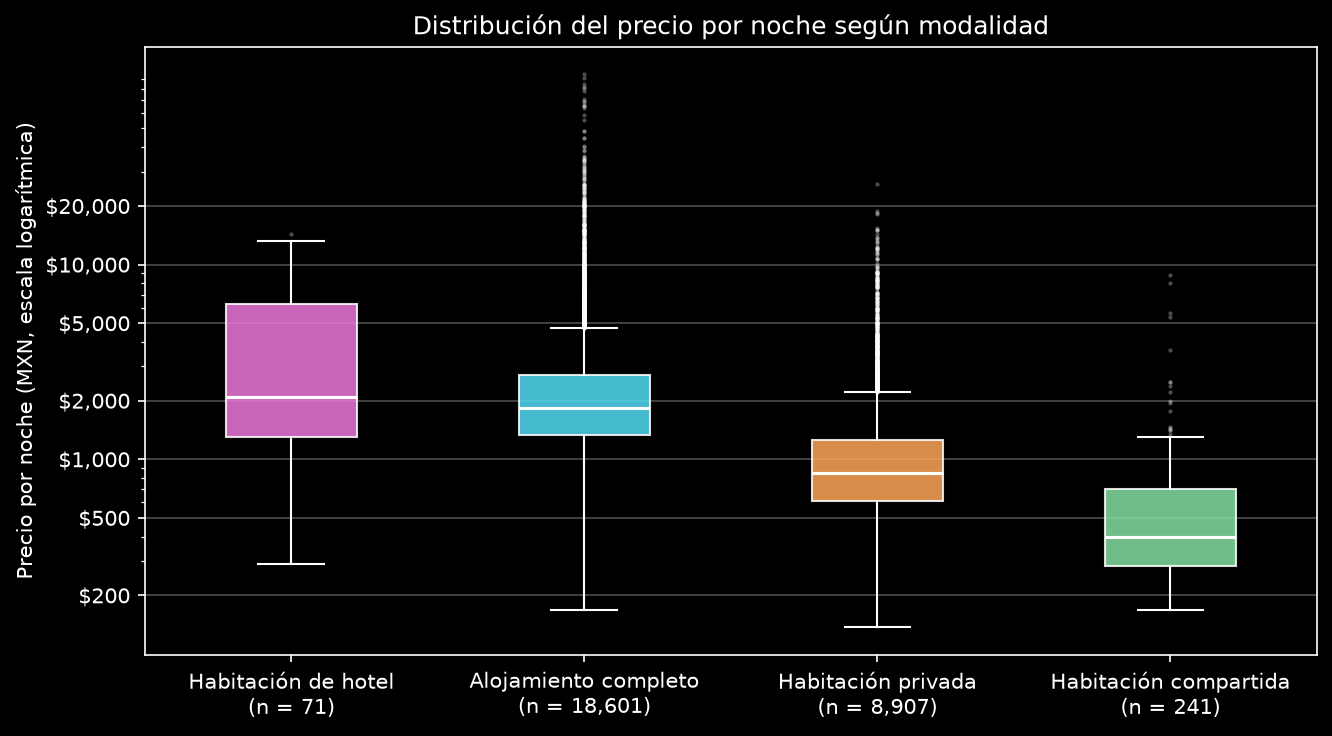 Distribución del precio por noche según modalidad
Precio por noche (MXN, escala logarítmica)
$20,000
$10,000
$5,000
$2,000
$1,000
$500
$200
Habitación de hotel
(n = 71)
Alojamiento completo
(n = 18,601)
Habitación privada
(n = 8,907)
Habitación compartida
(n = 241)